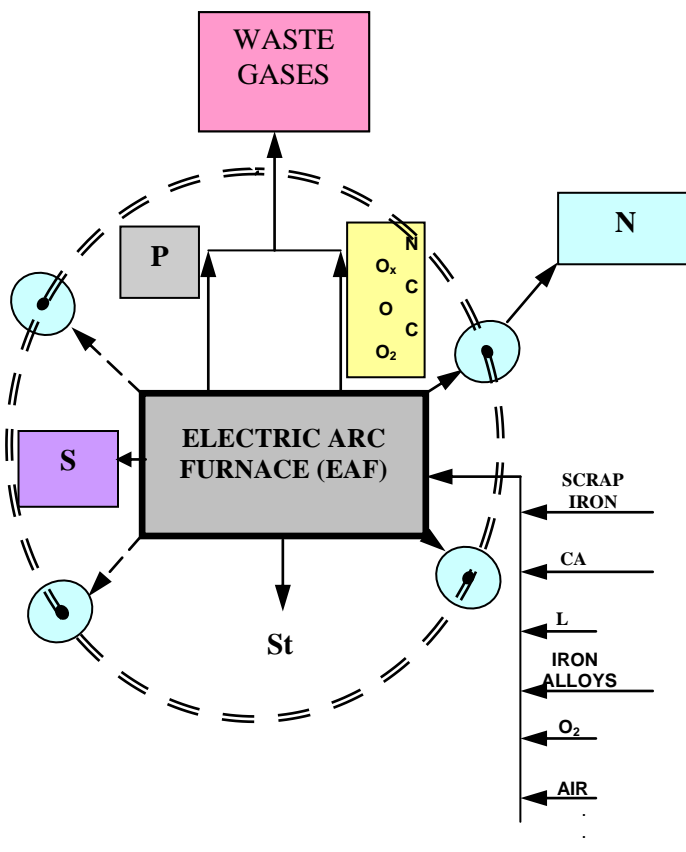 WASTE
GASES
P
N
Oₓ
C
O
C
O₂
N
ELECTRIC ARC
FURNACE (EAF)
S
SCRAP
IRON
CA
L
St
IRON
ALLOYS
O₂
AIR
.
.